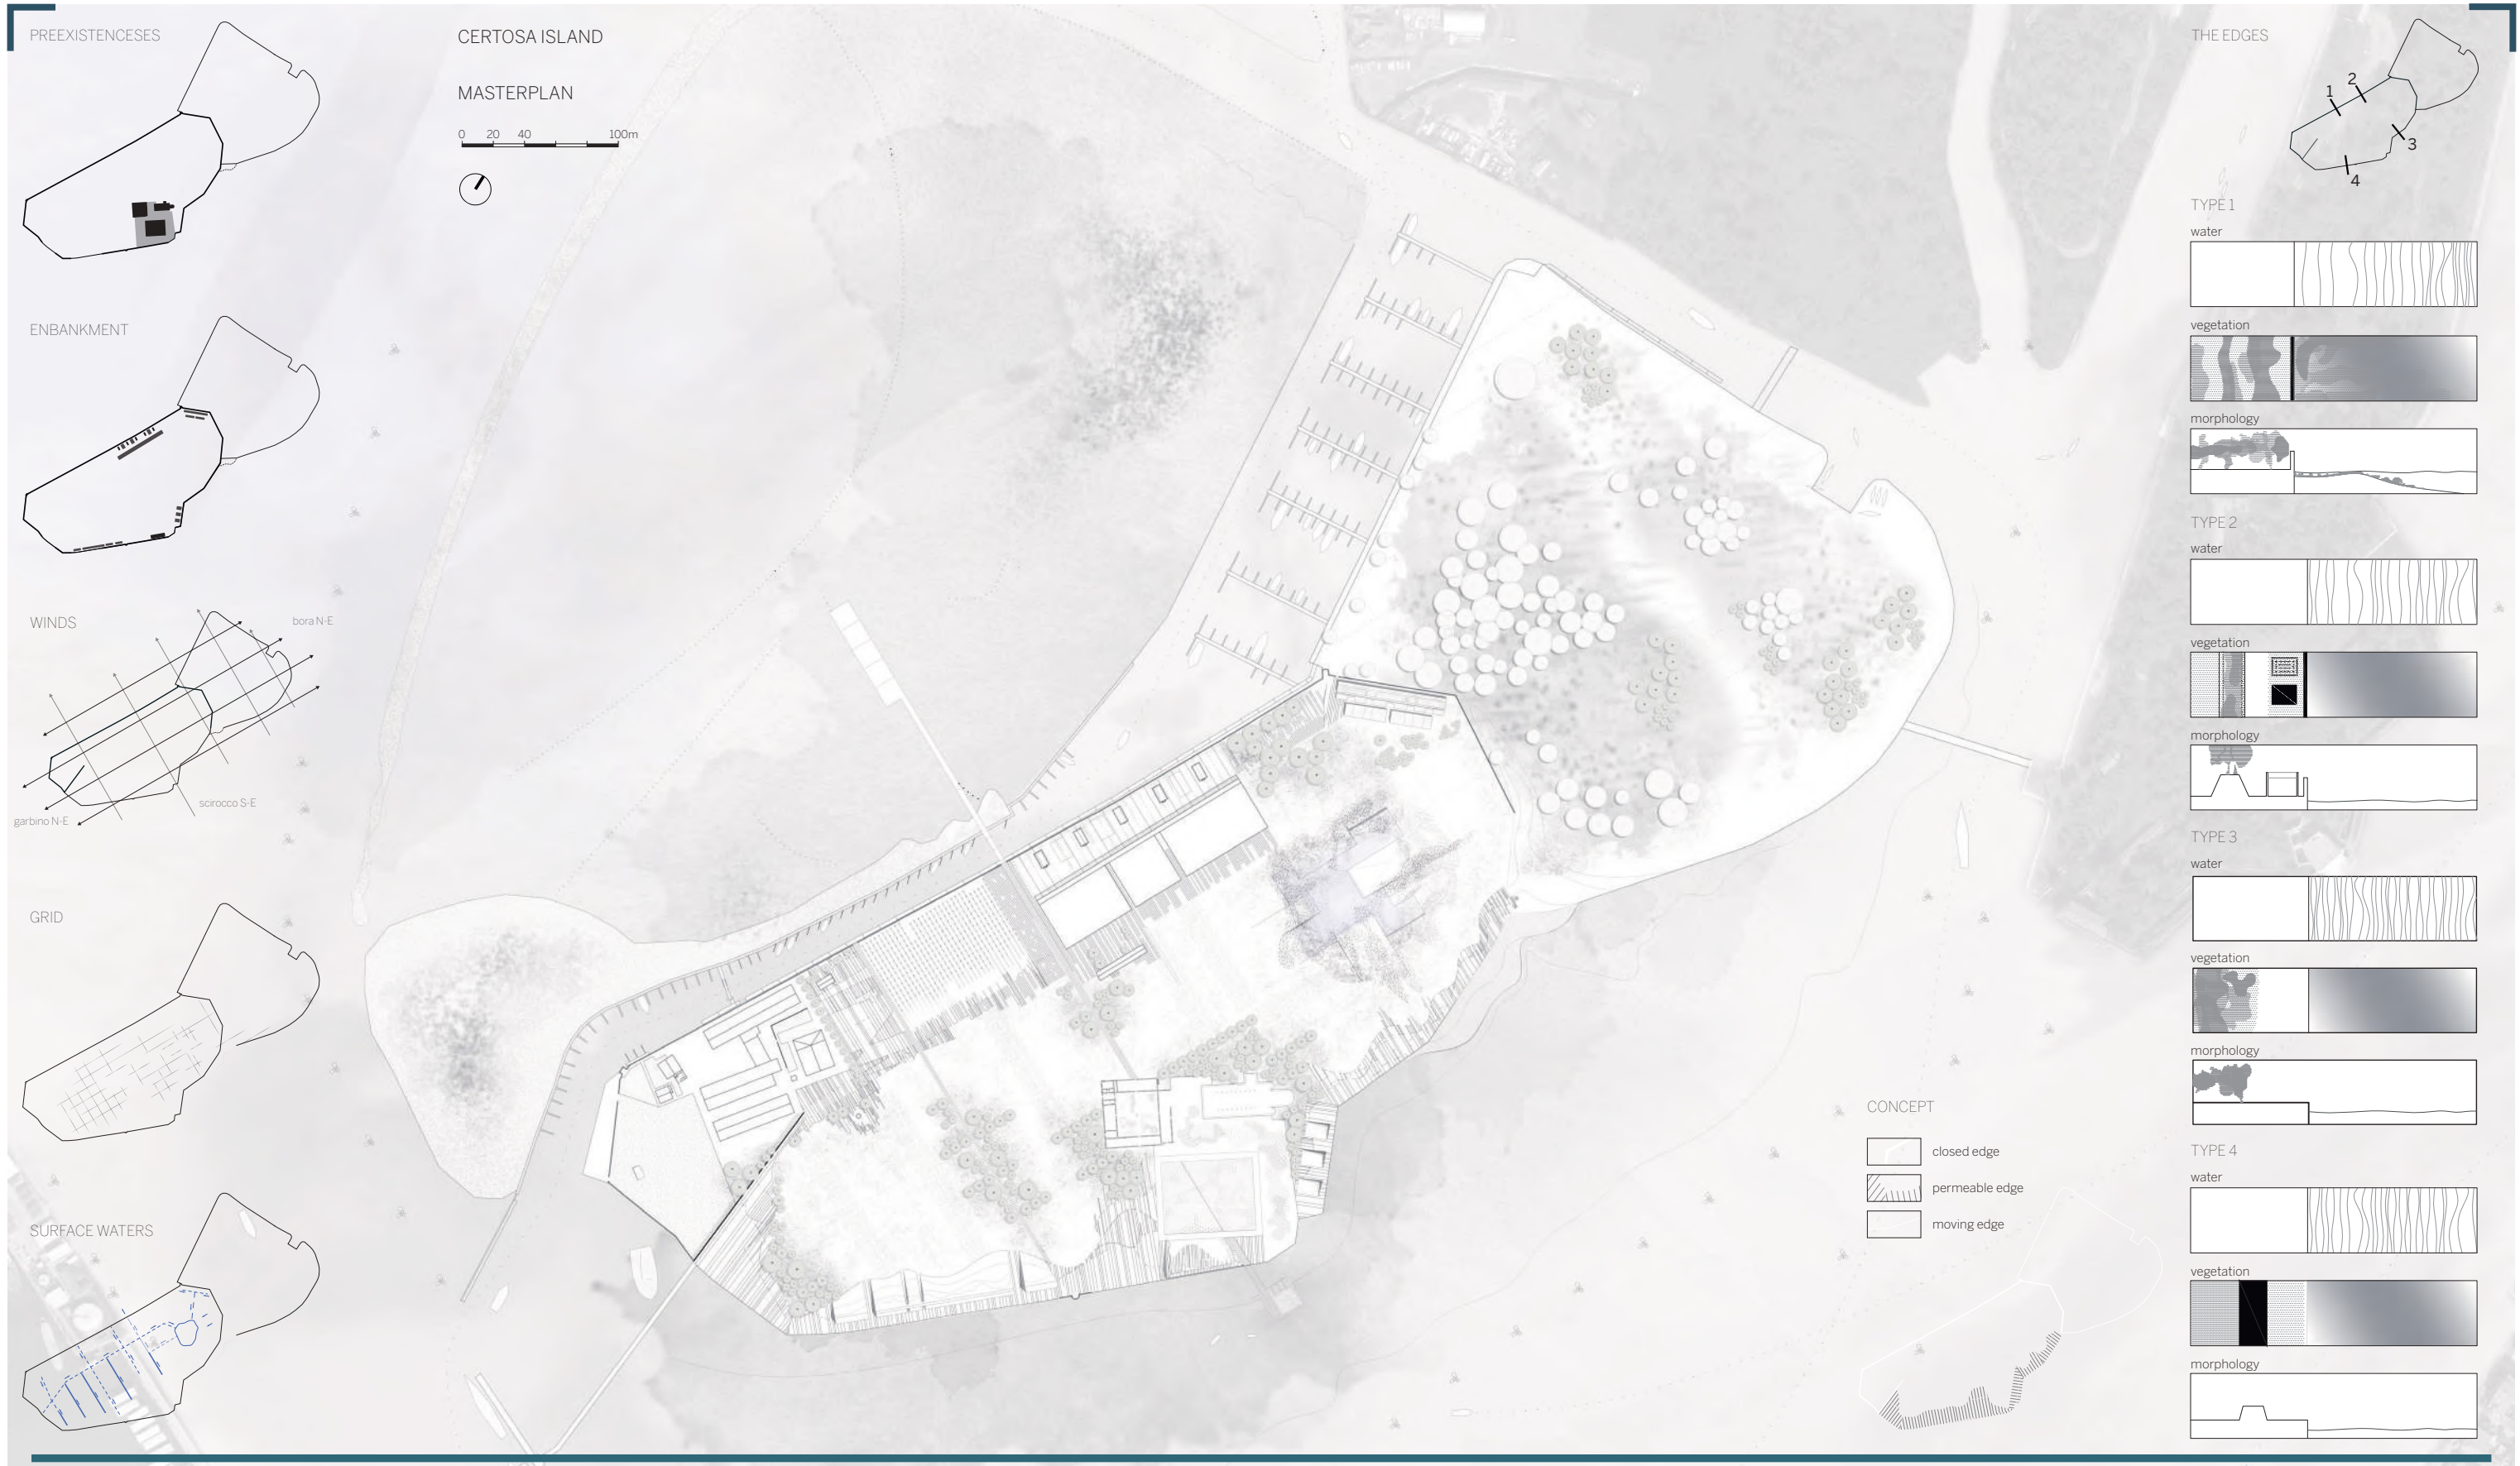 PREEXISTENCESES
ENBANKMENT
WINDS
bora N-E
scirocco S-E
garbino N-E
GRID
SURFACE WATERS
CERTOSA ISLAND
MASTERPLAN
0 20 40 100m
CONCEPT
closed edge
permeable edge
moving edge
THE EDGES
1
2
3
4
TYPE 1
water
vegetation
morphology
TYPE 2
water
vegetation
morphology
TYPE 3
water
vegetation
morphology
TYPE 4
water
vegetation
morphology